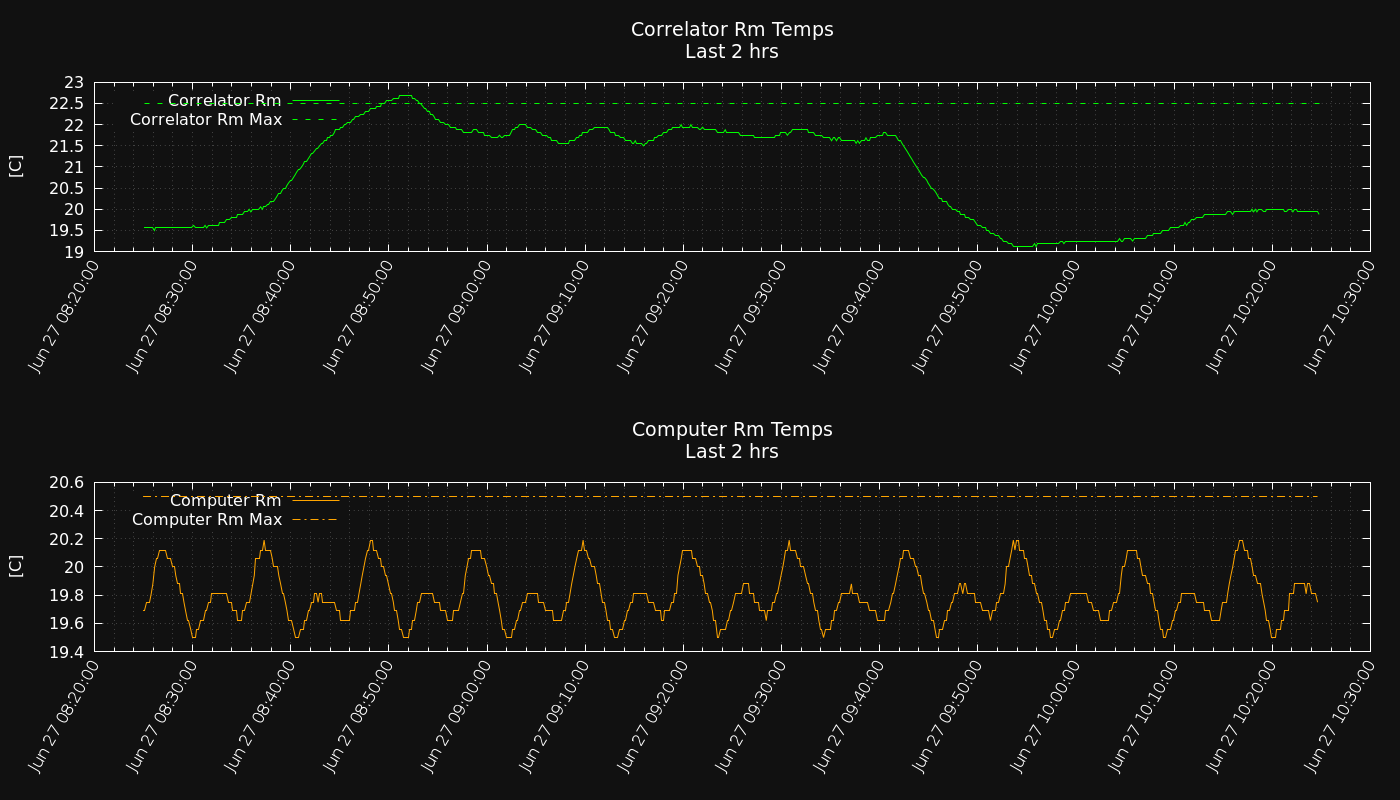 Correlator Rm Temps
Last 2 hrs
23
22.5
22
21.5
21
20.5
20
19.5
19
[C]
Correlator Rm
Correlator Rm Max
Jun 27 08:20:00
Jun 27 08:30:00
Jun 27 08:40:00
Jun 27 08:50:00
Jun 27 09:00:00
Jun 27 09:10:00
Jun 27 09:20:00
Jun 27 09:30:00
Jun 27 09:40:00
Jun 27 09:50:00
Jun 27 10:00:00
Jun 27 10:10:00
Jun 27 10:20:00
Jun 27 10:30:00
Computer Rm Temps
Last 2 hrs
20.6
20.4
20.2
20
19.8
19.6
19.4
[C]
Computer Rm
Computer Rm Max
Jun 27 08:20:00
Jun 27 08:30:00
Jun 27 08:40:00
Jun 27 08:50:00
Jun 27 09:00:00
Jun 27 09:10:00
Jun 27 09:20:00
Jun 27 09:30:00
Jun 27 09:40:00
Jun 27 09:50:00
Jun 27 10:00:00
Jun 27 10:10:00
Jun 27 10:20:00
Jun 27 10:30:00